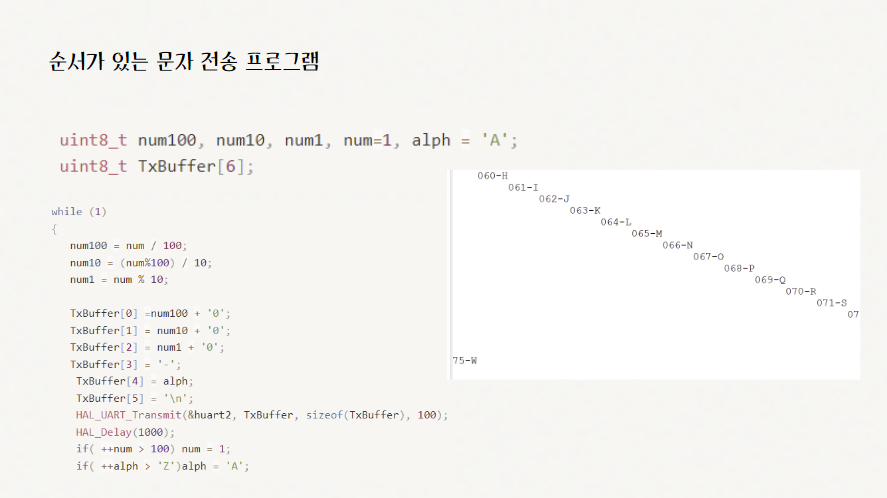 순서가 있는 문자 전송 프로그램
uint8_t num100, num10, num1, num=1, alph = 'A';
uint8_t TxBuffer[6];
while (1)
{
num100 = num / 100;
num10 = (num%100) / 10;
num1 = num % 10;
TxBuffer[0] =num100 + '0';
TxBuffer[1] = num10 + '0';
TxBuffer[2] = num1 + '0';
TxBuffer[3] = '-';
TxBuffer[4] = alph;
TxBuffer[5] = '\n';
HAL_UART_Transmit(&huart2, TxBuffer, sizeof(TxBuffer), 100);
HAL_Delay(1000);
if( ++num > 100) num = 1;
if( ++alph > 'Z')alph = 'A';
060-H
061-I
062-J
063-K
064-L
065-M
066-N
067-O
068-P
069-Q
070-R
071-S
07
75-W